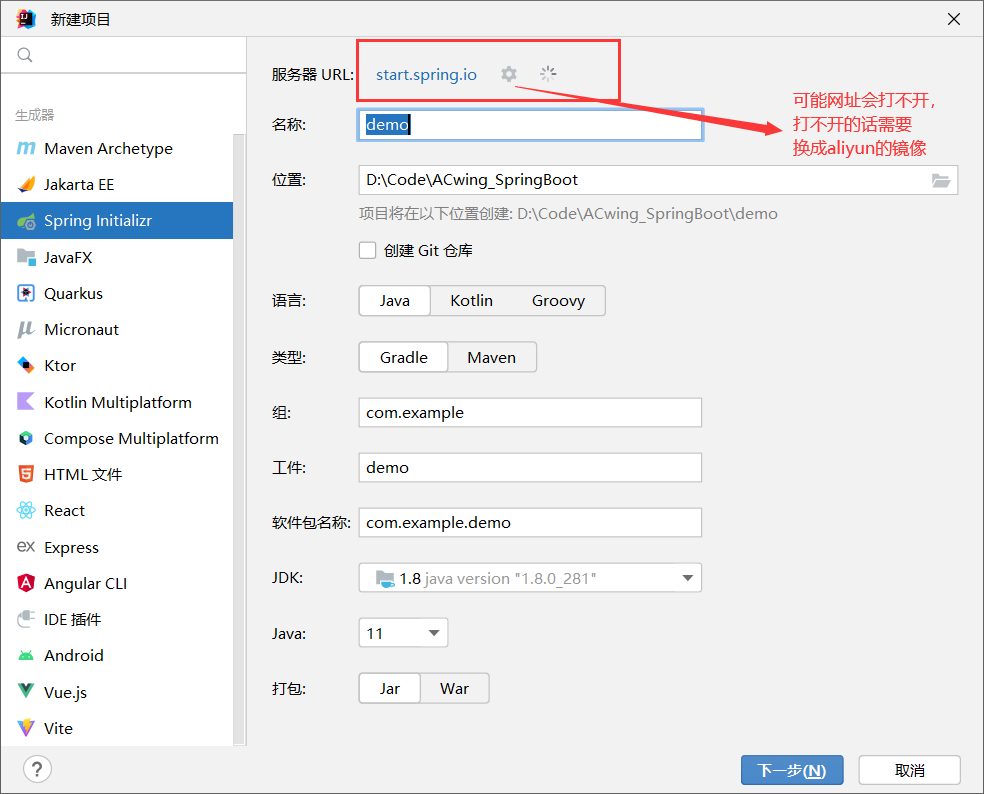 新建项目
服务器 URL:
start.spring.io
可能网址会打不开，
打不开的话需要
换成aliyun的镜像
生成器
Maven Archetype
Jakarta EE
Spring Initializr
JavaFX
Quarkus
Micronaut
Ktor
Kotlin Multiplatform
Compose Multiplatform
HTML 文件
React
Express
Angular CLI
IDE 插件
Android
Vue.js
Vite
名称:
demo
位置:
D:\Code\ACwing_SpringBoot
项目将在以下位置创建: D:\Code\ACwing_SpringBoot\demo
创建 Git 仓库
语言:
Java Kotlin Groovy
类型:
Gradle Maven
组:
com.example
工件:
demo
软件包名称:
com.example.demo
JDK:
1.8 java version "1.8.0_281"
Java:
11
打包:
Jar War
?
下一步(N)
取消